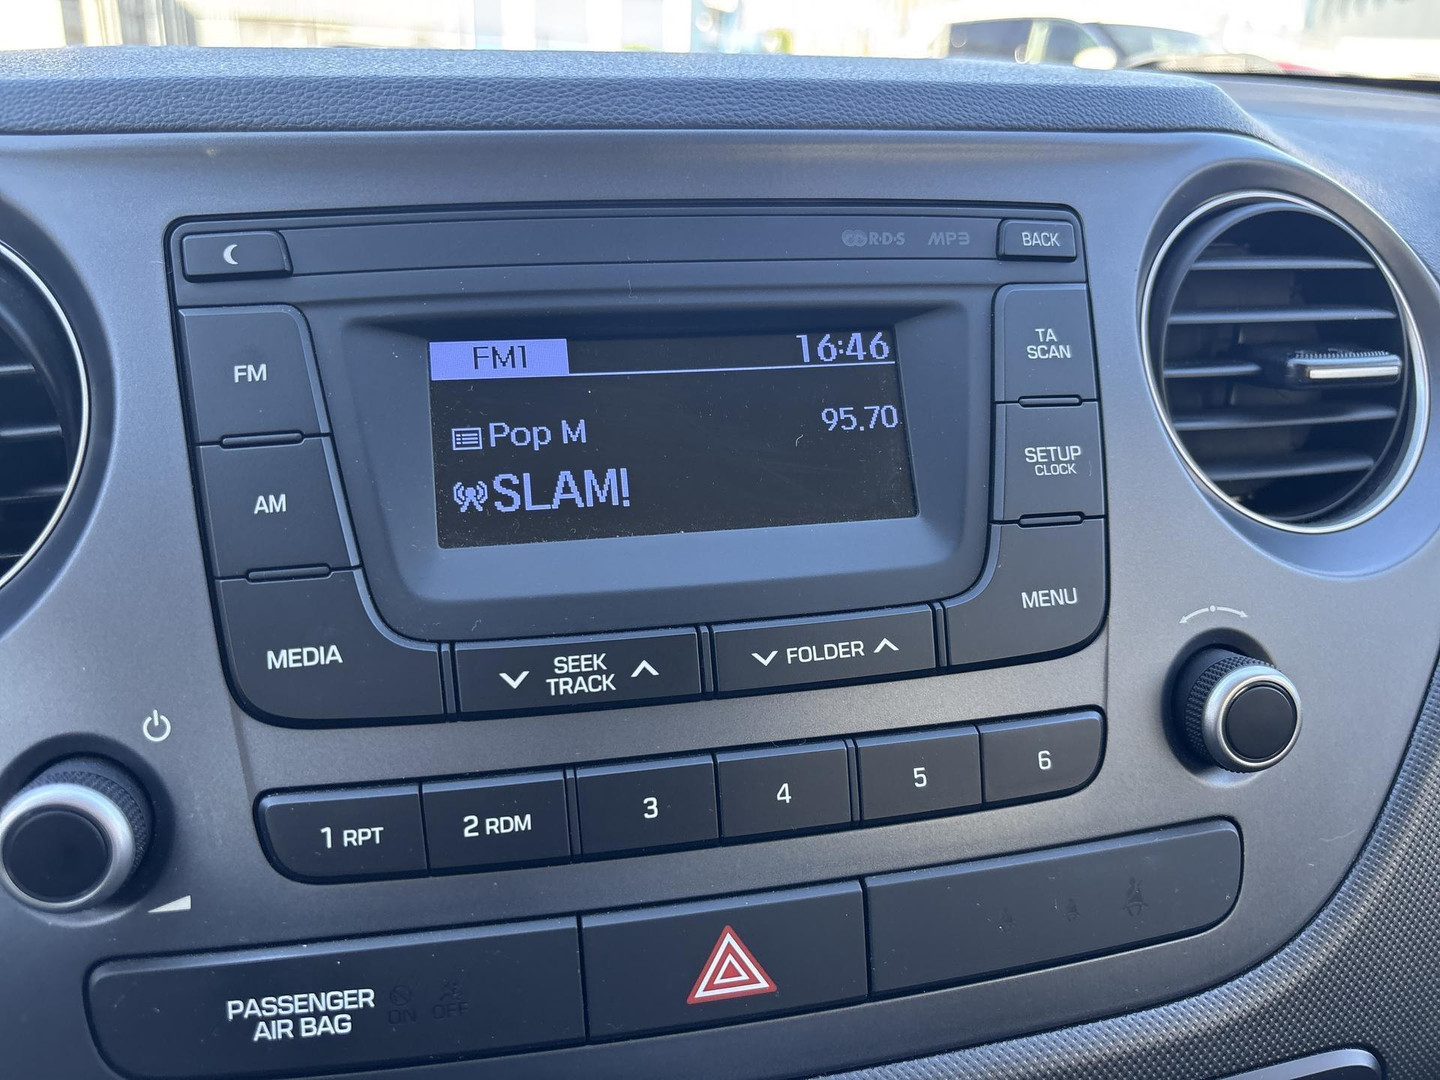 R·D·S MP3
BACK
FM
AM
MEDIA
FM1 16:46
Pop M 95.70
SLAM!
TA
SCAN
SETUP
CLOCK
MENU
SEEK
TRACK
FOLDER
1 RPT
2 RDM
3
4
5
6
PASSENGER
AIR BAG
ON OFF